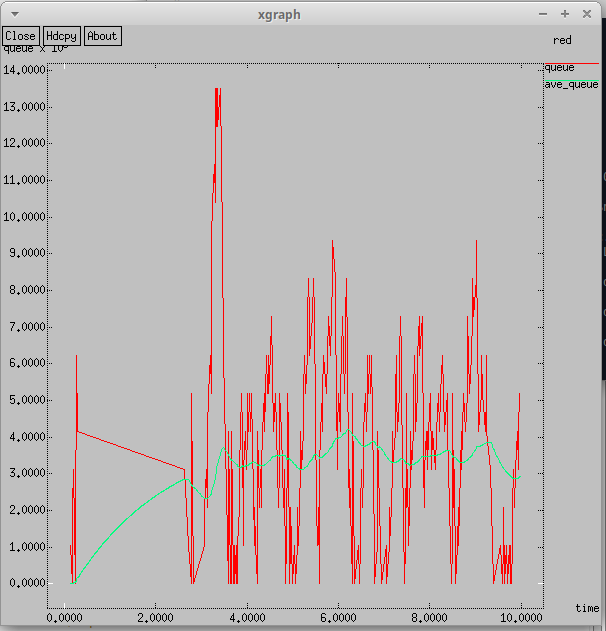 xgraph
Close Hdcpy About
red
queue x 10³
queue
ave_queue
14.0000
13.0000
12.0000
11.0000
10.0000
9.0000
8.0000
7.0000
6.0000
5.0000
4.0000
3.0000
2.0000
1.0000
0.0000
time
0.0000 2.0000 4.0000 6.0000 8.0000 10.0000